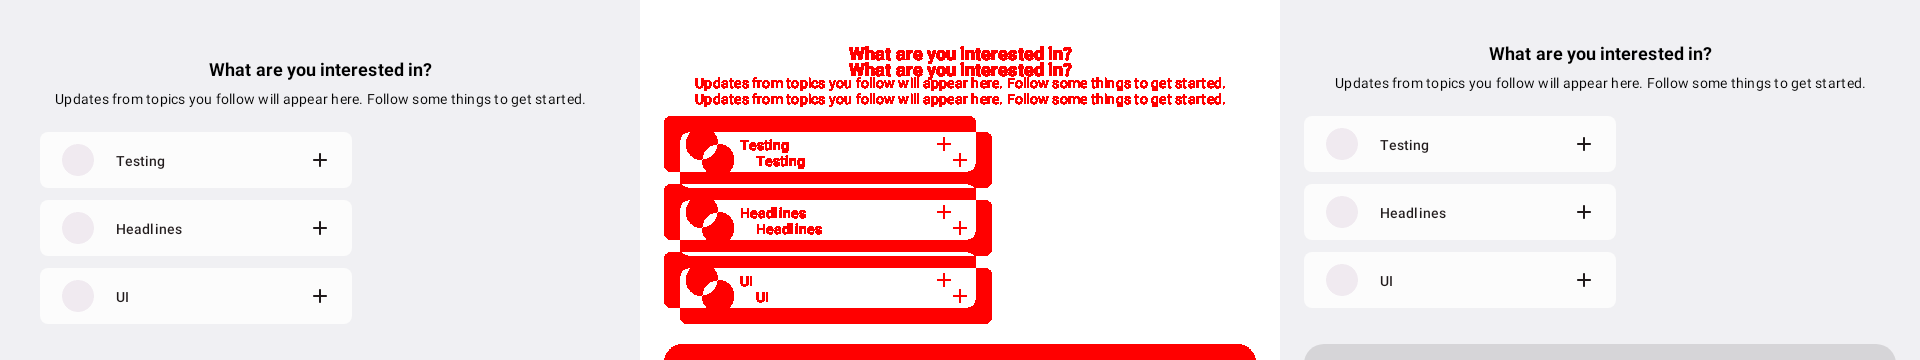 What are you interested in?
Updates from topics you follow will appear here. Follow some things to get started.
Testing
Headlines
UI
What are you interested in?
What are you interested in?
Updates from topics you follow will appear here. Follow some things to get started.
Updates from topics you follow will appear here. Follow some things to get started.
Testing
Testing
Headlines
Headlines
UI
UI
What are you interested in?
Updates from topics you follow will appear here. Follow some things to get started.
Testing
Headlines
UI